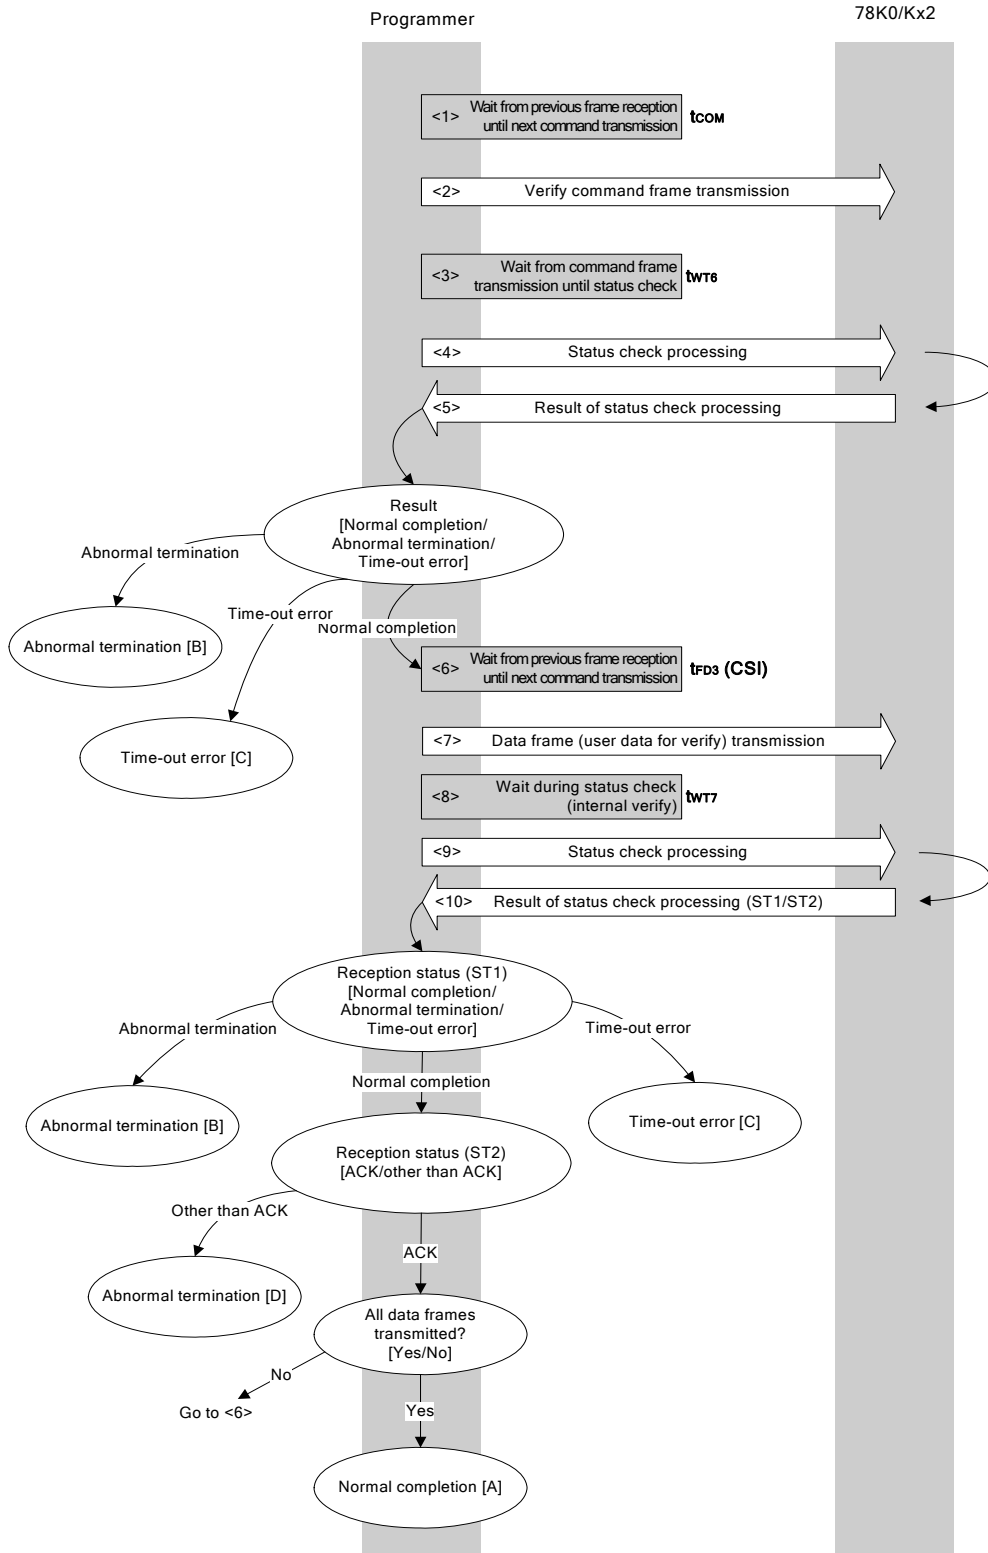 Programmer
78K0/Kx2
<1> Wait from previous frame reception
until next command transmission
tCOM
<2> Verify command frame transmission
<3> Wait from command frame
transmission until status check
tWT6
<4> Status check processing
<5> Result of status check processing
Result
[Normal completion/
Abnormal termination/
Time-out error]
Abnormal termination
Time-out error
Normal completion
Abnormal termination [B]
<6> Wait from previous frame reception
until next command transmission
tFD3 (CSI)
Time-out error [C]
<7> Data frame (user data for verify) transmission
<8> Wait during status check
(internal verify)
tWT7
<9> Status check processing
<10> Result of status check processing (ST1/ST2)
Reception status (ST1)
[Normal completion/
Abnormal termination/
Time-out error]
Abnormal termination
Time-out error
Normal completion
Abnormal termination [B]
Time-out error [C]
Reception status (ST2)
[ACK/other than ACK]
Other than ACK
ACK
Abnormal termination [D]
All data frames
transmitted?
[Yes/No]
No
Go to <6>
Yes
Normal completion [A]